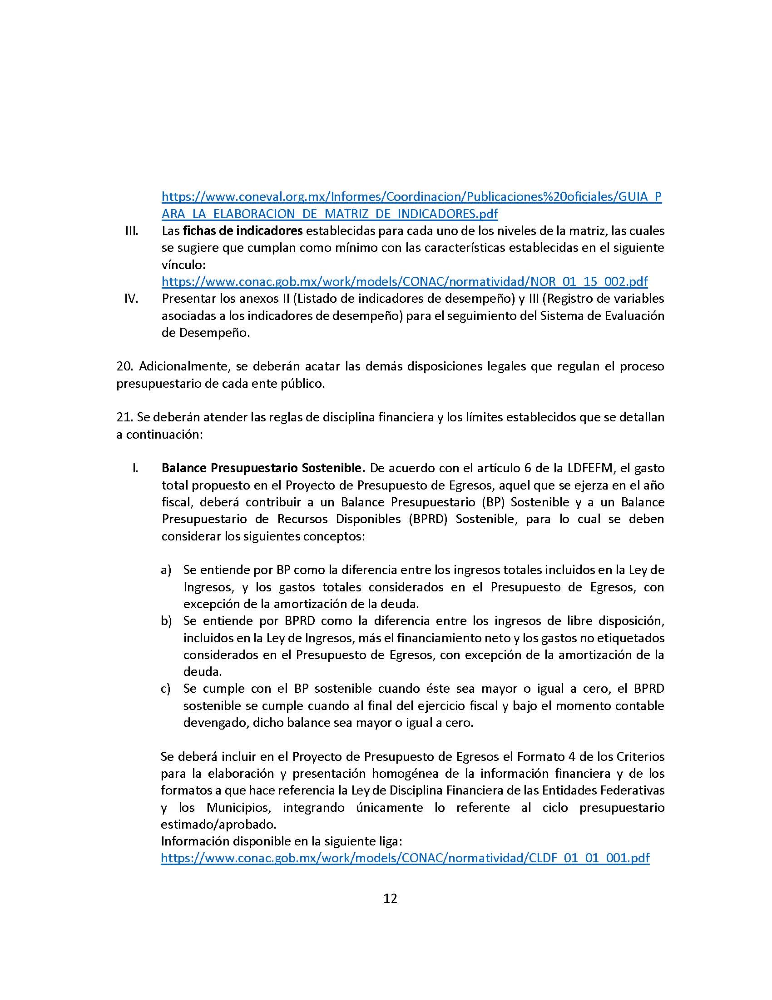 https://www.coneval.org.mx/Informes/Coordinacion/Publicaciones%20oficiales/GUIA_P
ARA_LA_ELABORACION_DE_MATRIZ_DE_INDICADORES.pdf
III. Las fichas de indicadores establecidas para cada uno de los niveles de la matriz, las cuales
se sugiere que cumplan como mínimo con las características establecidas en el siguiente
vínculo:
https://www.conac.gob.mx/work/models/CONAC/normatividad/NOR_01_15_002.pdf
IV. Presentar los anexos II (Listado de indicadores de desempeño) y III (Registro de variables
asociadas a los indicadores de desempeño) para el seguimiento del Sistema de Evaluación
de Desempeño.
20. Adicionalmente, se deberán acatar las demás disposiciones legales que regulan el proceso
presupuestario de cada ente público.
21. Se deberán atender las reglas de disciplina financiera y los límites establecidos que se detallan
a continuación:
I. Balance Presupuestario Sostenible. De acuerdo con el artículo 6 de la LDFEFM, el gasto
total propuesto en el Proyecto de Presupuesto de Egresos, aquel que se ejerza en el año
fiscal, deberá contribuir a un Balance Presupuestario (BP) Sostenible y a un Balance
Presupuestario de Recursos Disponibles (BPRD) Sostenible, para lo cual se deben
considerar los siguientes conceptos:
a) Se entiende por BP como la diferencia entre los ingresos totales incluidos en la Ley de
Ingresos, y los gastos totales considerados en el Presupuesto de Egresos, con
excepción de la amortización de la deuda.
b) Se entiende por BPRD como la diferencia entre los ingresos de libre disposición,
incluidos en la Ley de Ingresos, más el financiamiento neto y los gastos no etiquetados
considerados en el Presupuesto de Egresos, con excepción de la amortización de la
deuda.
c) Se cumple con el BP sostenible cuando éste sea mayor o igual a cero, el BPRD
sostenible se cumple cuando al final del ejercicio fiscal y bajo el momento contable
devengado, dicho balance sea mayor o igual a cero.
Se deberá incluir en el Proyecto de Presupuesto de Egresos el Formato 4 de los Criterios
para la elaboración y presentación homogénea de la información financiera y de los
formatos a que hace referencia la Ley de Disciplina Financiera de las Entidades Federativas
y los Municipios, integrando únicamente lo referente al ciclo presupuestario
estimado/aprobado.
Información disponible en la siguiente liga:
https://www.conac.gob.mx/work/models/CONAC/normatividad/CLDF_01_01_001.pdf
12